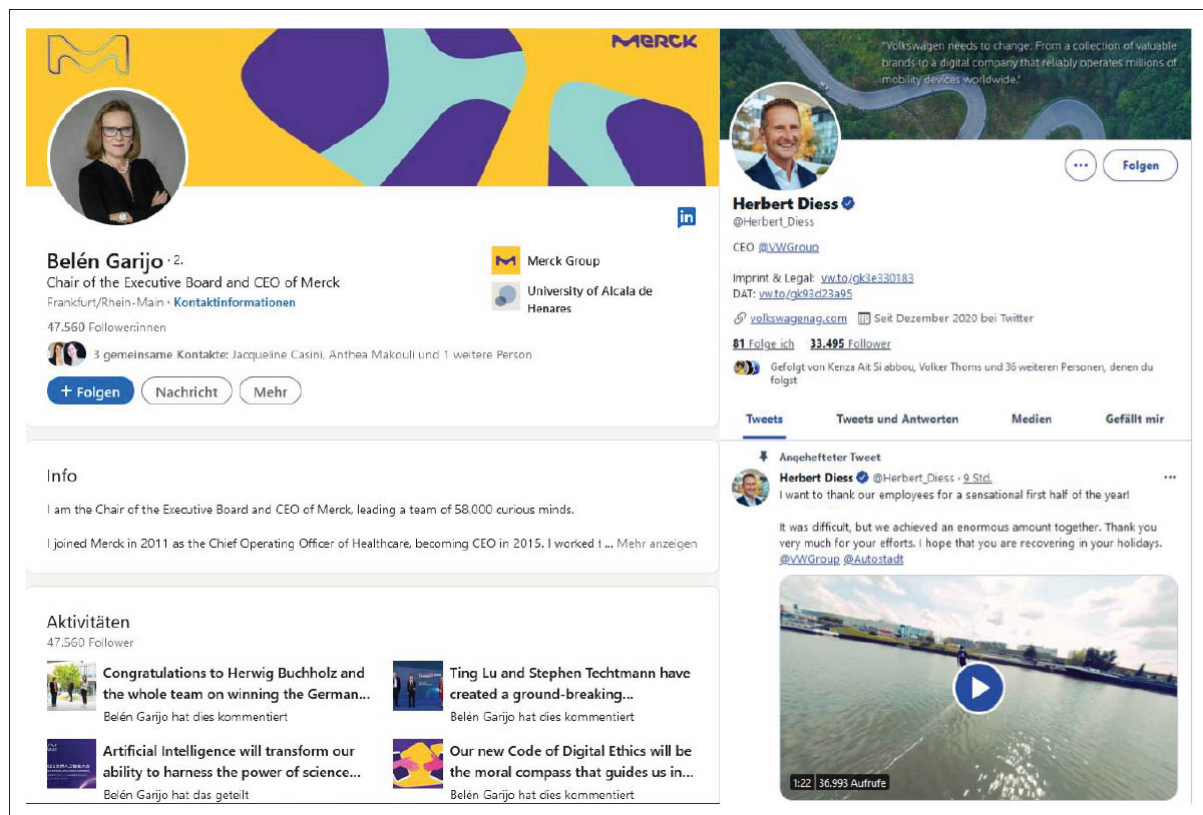 MERCK
Belén Garijo · 2.
Chair of the Executive Board and CEO of Merck
Frankfurt/Rhein-Main · Kontaktinformationen
47.560 Follower:innen
3 gemeinsame Kontakte: Jacqueline Casini, Anthea Makouli und 1 weitere Person
+ Folgen
Nachricht
Mehr
in
Merck Group
University of Alcala de
Henares
Info
I am the Chair of the Executive Board and CEO of Merck, leading a team of 58,000 curious minds.
I joined Merck in 2011 as the Chief Operating Officer of Healthcare, becoming CEO in 2015. I worked t ... Mehr anzeigen
Aktivitäten
47.560 Follower
Congratulations to Herwig Buchholz and
the whole team on winning the German...
Belén Garijo hat dies kommentiert
Ting Lu and Stephen Techtmann have
created a ground-breaking...
Belén Garijo hat dies kommentiert
Artificial Intelligence will transform our
ability to harness the power of science...
Belén Garijo hat das geteilt
Our new Code of Digital Ethics will be
the moral compass that guides us in...
Belén Garijo hat dies kommentiert
"Volkswagen needs to change: From a collection of valuable
brands to a digital company that reliably operates millions of
mobility devices worldwide."
Folgen
Herbert Diess
@Herbert_Diess
CEO @VWGroup
Imprint & Legal: vw.to/gk3e330183
DAT: vw.to/gk93d23a95
volkswagenag.com Seit Dezember 2020 bei Twitter
81 Folge ich 33.495 Follower
Gefolgt von Kenza Ait Si abbou, Volker Thoms und 36 weiteren Personen, denen du
folgst
Tweets Tweets und Antworten Medien Gefällt mir
Angehefteter Tweet
Herbert Diess @Herbert_Diess · 9 Std.
I want to thank our employees for a sensational first half of the year!
It was difficult, but we achieved an enormous amount together. Thank you
very much for your efforts. I hope that you are recovering in your holidays.
@VWGroup @Autostadt
1:22 36.993 Aufrufe